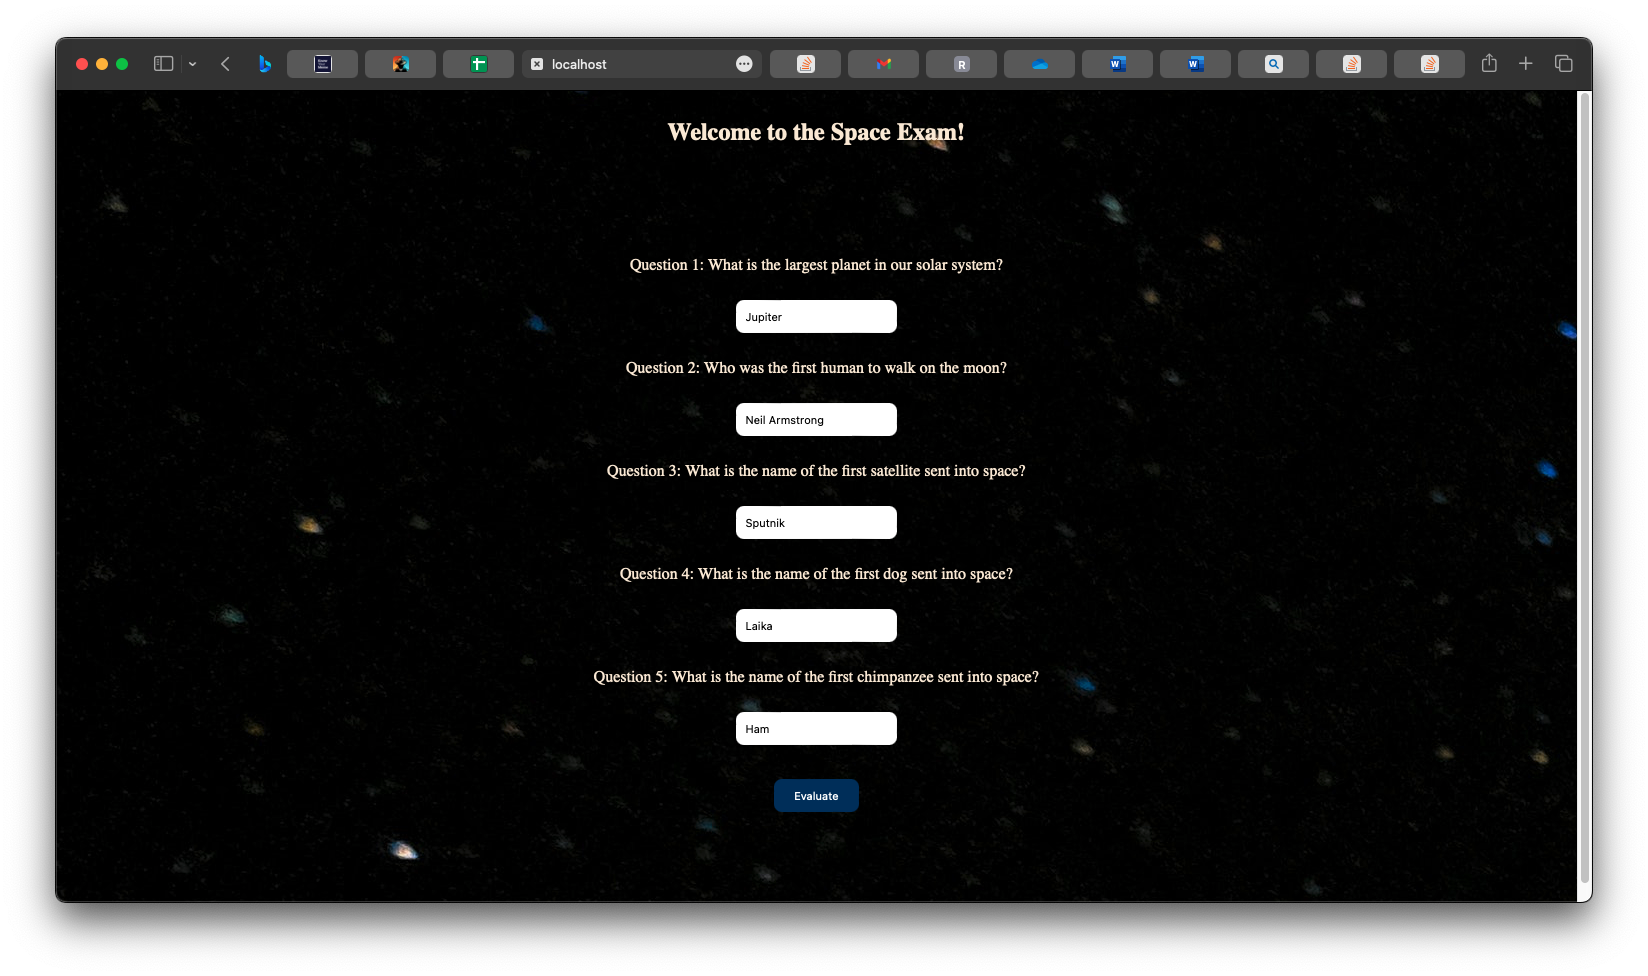 localhost
R
W
W
Welcome to the Space Exam!
Question 1: What is the largest planet in our solar system?
Jupiter
Question 2: Who was the first human to walk on the moon?
Neil Armstrong
Question 3: What is the name of the first satellite sent into space?
Sputnik
Question 4: What is the name of the first dog sent into space?
Laika
Question 5: What is the name of the first chimpanzee sent into space?
Ham
Evaluate